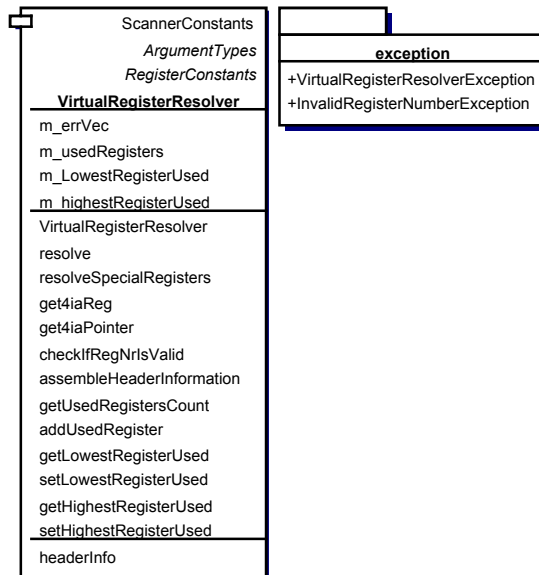 ScannerConstants
ArgumentTypes
RegisterConstants
VirtualRegisterResolver
m_errVec
m_usedRegisters
m_LowestRegisterUsed
m_highestRegisterUsed
VirtualRegisterResolver
resolve
resolveSpecialRegisters
get4iaReg
get4iaPointer
checkIfRegNrIsValid
assembleHeaderInformation
getUsedRegistersCount
addUsedRegister
getLowestRegisterUsed
setLowestRegisterUsed
getHighestRegisterUsed
setHighestRegisterUsed
headerInfo
exception
+VirtualRegisterResolverException
+InvalidRegisterNumberException